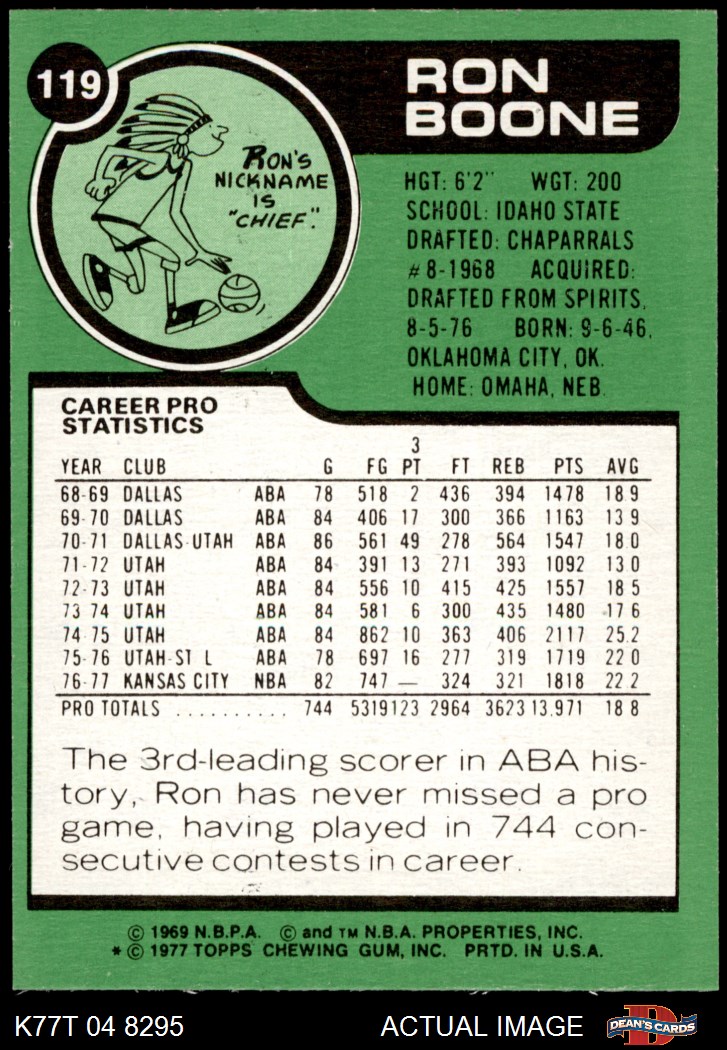 119
RON
BOONE
RON'S
NICKNAME
IS
"CHIEF."
HGT: 6'2" WGT: 200
SCHOOL: IDAHO STATE
DRAFTED: CHAPARRALS
#8-1968 ACQUIRED:
DRAFTED FROM SPIRITS,
8-5-76 BORN: 9-6-46,
OKLAHOMA CITY, OK.
HOME: OMAHA, NEB.
CAREER PRO
STATISTICS
YEAR CLUB G FG 3 PT FT REB PTS AVG
68-69 DALLAS ABA 78 518 2 436 394 1478 18.9
69-70 DALLAS ABA 84 406 17 300 366 1163 13.9
70-71 DALLAS-UTAH ABA 86 561 49 278 564 1547 18.0
71-72 UTAH ABA 84 391 13 271 393 1092 13.0
72-73 UTAH ABA 84 556 10 415 425 1557 18.5
73-74 UTAH ABA 84 581 6 300 435 1480 17.6
74-75 UTAH ABA 84 862 10 363 406 2117 25.2
75-76 UTAH-ST L ABA 78 697 16 277 319 1719 22.0
76-77 KANSAS CITY NBA 82 747 — 324 321 1818 22.2
PRO TOTALS .......... 744 5319 123 2964 3623 13,971 18.8
The 3rd-leading scorer in ABA his-
tory, Ron has never missed a pro
game, having played in 744 con-
secutive contests in career.
© 1969 N.B.P.A. © and TM N.B.A. PROPERTIES, INC.
* © 1977 TOPPS CHEWING GUM, INC. PRTD. IN U.S.A.
K77T 04 8295 ACTUAL IMAGE D DEAN'S CARDS